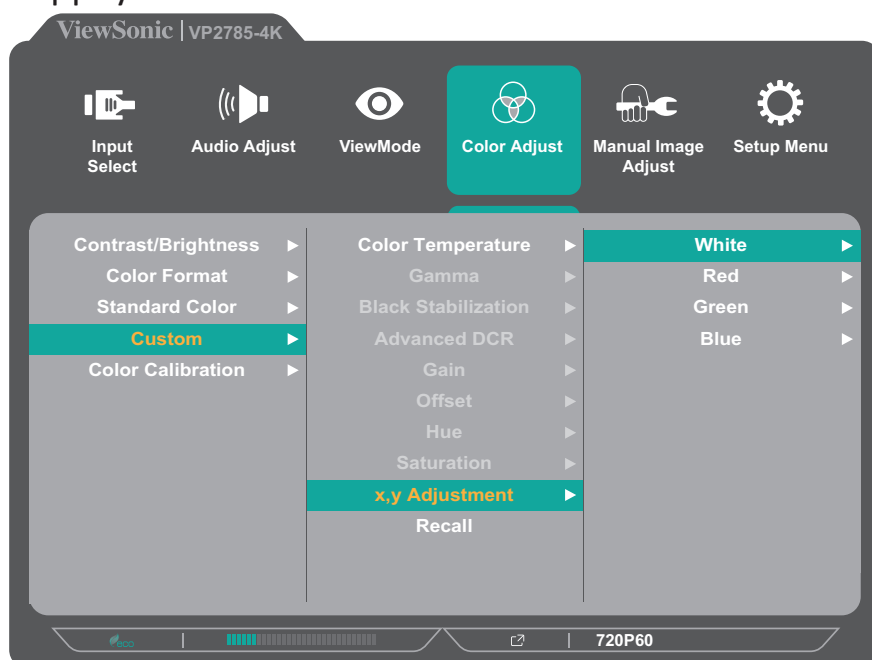 ViewSonic | VP2785-4K
Input
Select
Audio Adjust
ViewMode
Color Adjust
Manual Image
Adjust
Setup Menu
Contrast/Brightness
Color Format
Standard Color
Custom
Color Calibration
Color Temperature
Gamma
Black Stabilization
Advanced DCR
Gain
Offset
Hue
Saturation
x,y Adjustment
Recall
White
Red
Green
Blue
eco
720P60